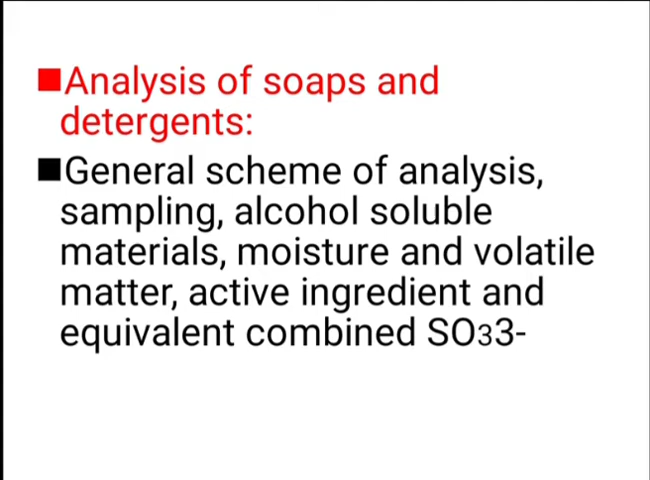 ■Analysis of soaps and
detergents:
■General scheme of analysis,
sampling, alcohol soluble
materials, moisture and volatile
matter, active ingredient and
equivalent combined SO₃3-